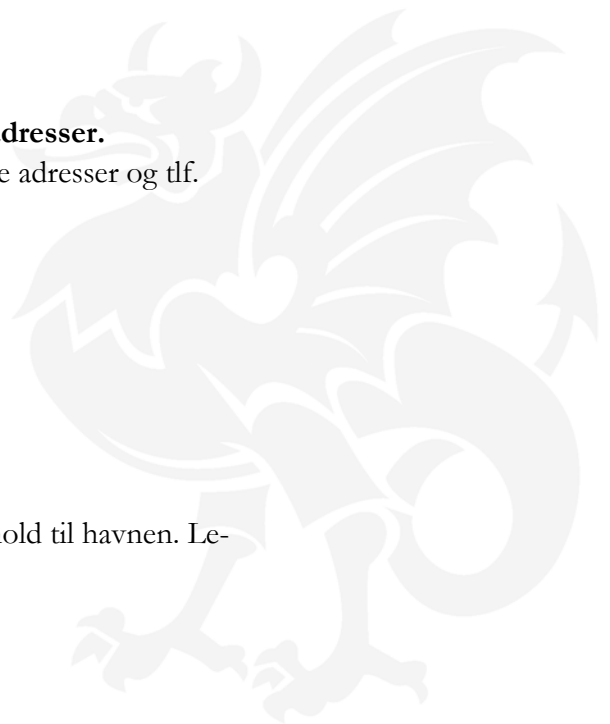 dresser.
e adresser og tlf.
old til havnen. Le-